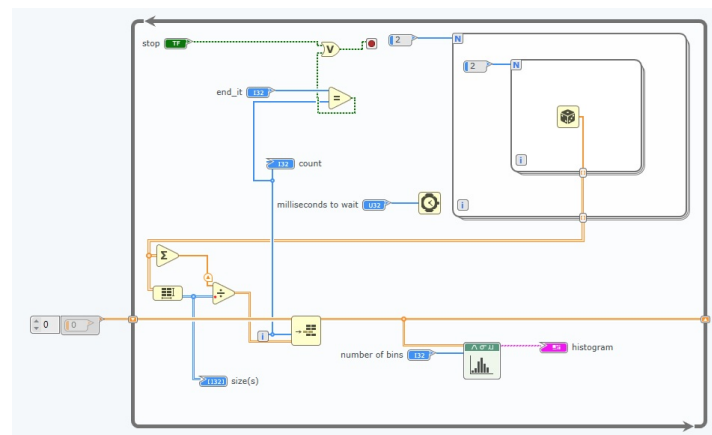 stop TF
V
2 N
2 N
end_it I32
=
I32 count
i
milliseconds to wait U32
i
Σ
÷
0 0
i
number of bins I32
histogram
[I32] size(s)